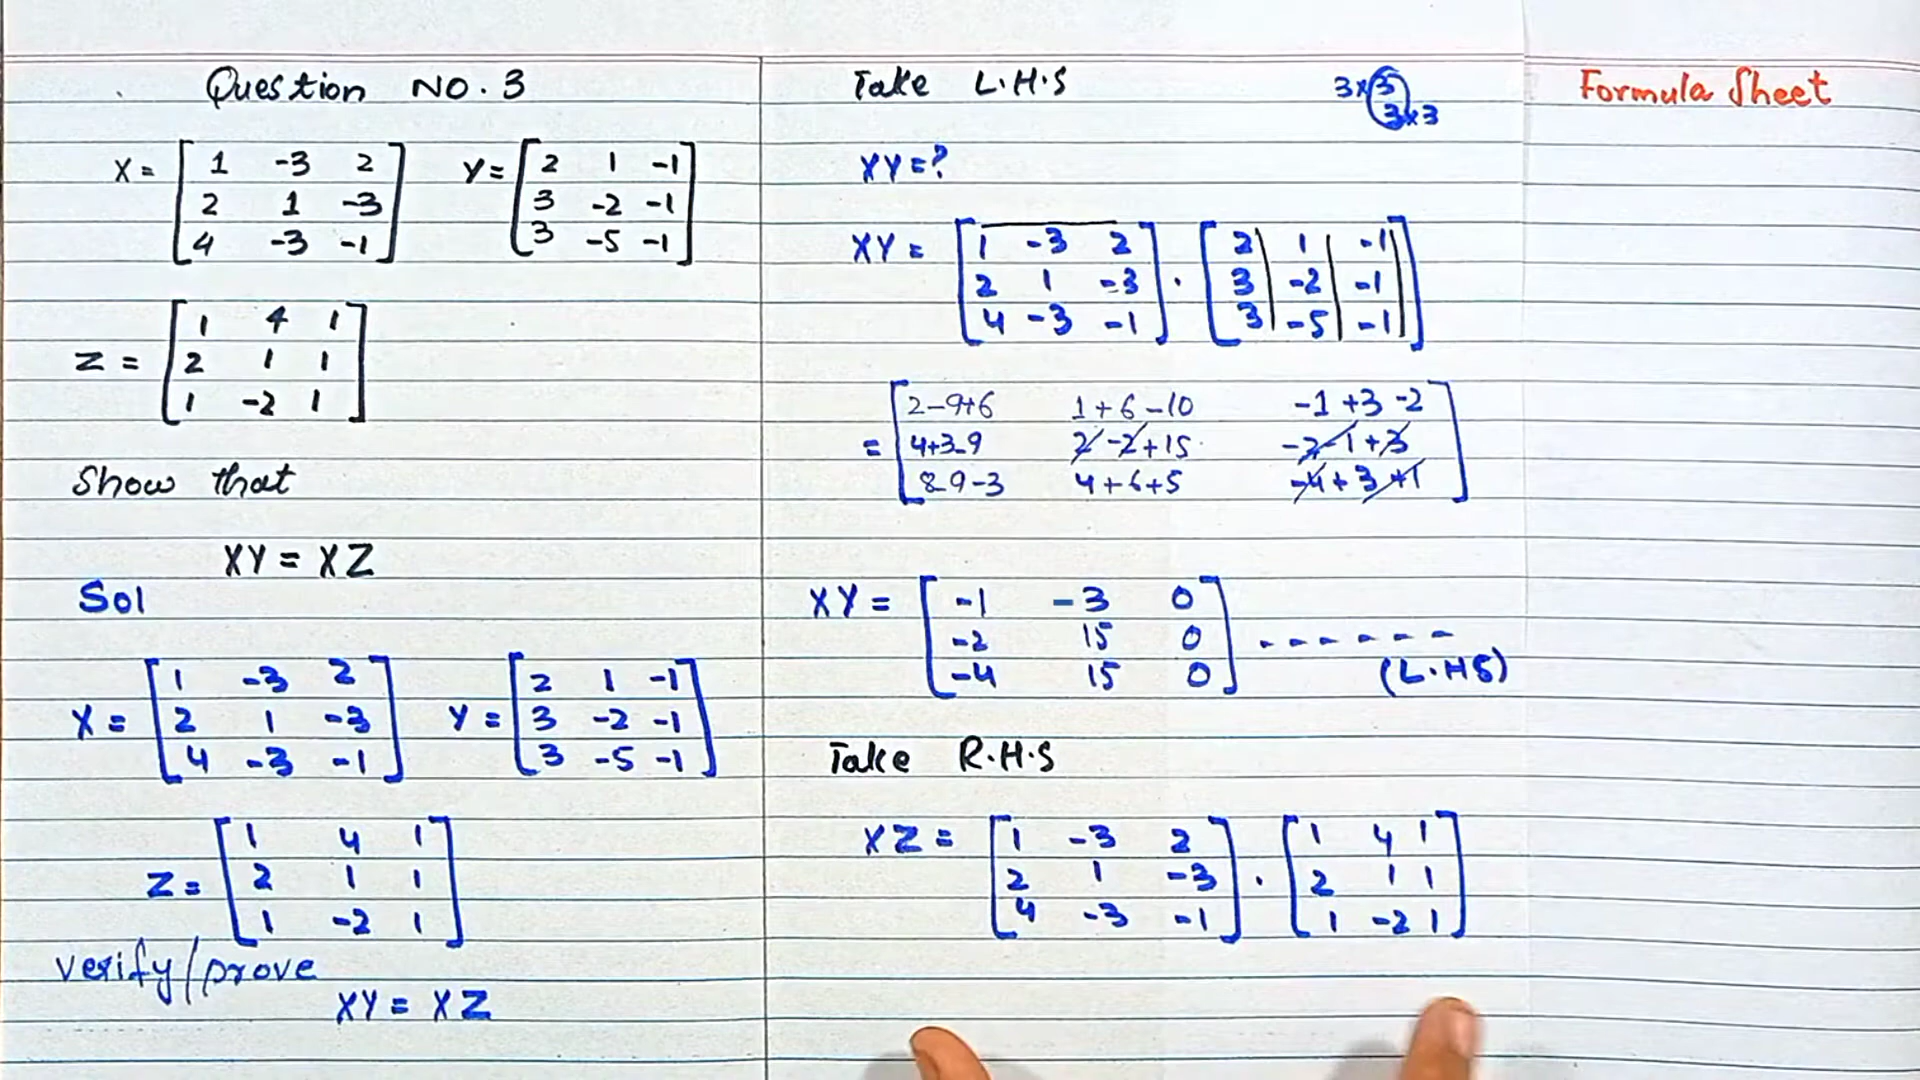 Question NO. 3
X = [ 1 -3 2
2 1 -3
4 -3 -1 ]
Y = [ 2 1 -1
3 -2 -1
3 -5 -1 ]
Z = [ 1 4 1
2 1 1
1 -2 1 ]
Show that
XY = XZ
Sol
X = [ 1 -3 2
2 1 -3
4 -3 -1 ]
Y = [ 2 1 -1
3 -2 -1
3 -5 -1 ]
Z = [ 1 4 1
2 1 1
1 -2 1 ]
verify/prove
XY = XZ
Take L.H.S
3×3
3×3
XY = ?
XY = [ 1 -3 2
2 1 -3
4 -3 -1 ] . [ 2 1 -1
3 -2 -1
3 -5 -1 ]
= [ 2-9+6 1+6-10 -1+3-2
4+3-9 2-2+15 -2-1+3
8-9-3 4+6+5 -4+3+1 ]
XY = [ -1 -3 0
-2 15 0
-4 15 0 ] ------
(L.HS)
Take R.H.S
XZ = [ 1 -3 2
2 1 -3
4 -3 -1 ] . [ 1 4 1
2 1 1
1 -2 1 ]
Formula Sheet